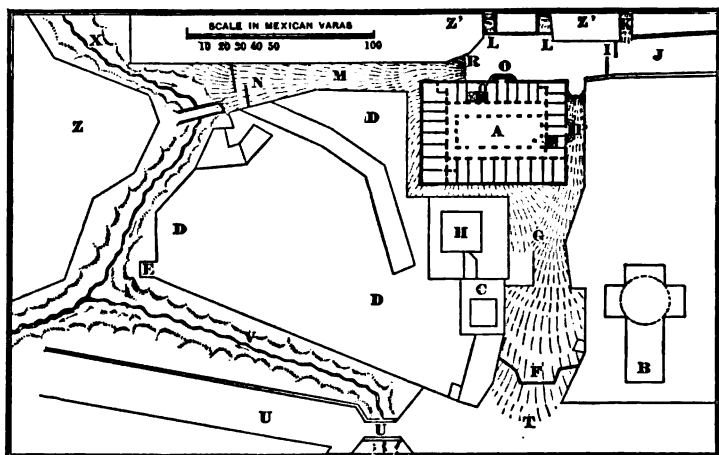 SCALE IN MEXICAN VARAS
10 20 30 40 50 100
X
Z' Z'
L L
I J
R O
N M
Z D A
D H G
E
D C
V F B
U U T